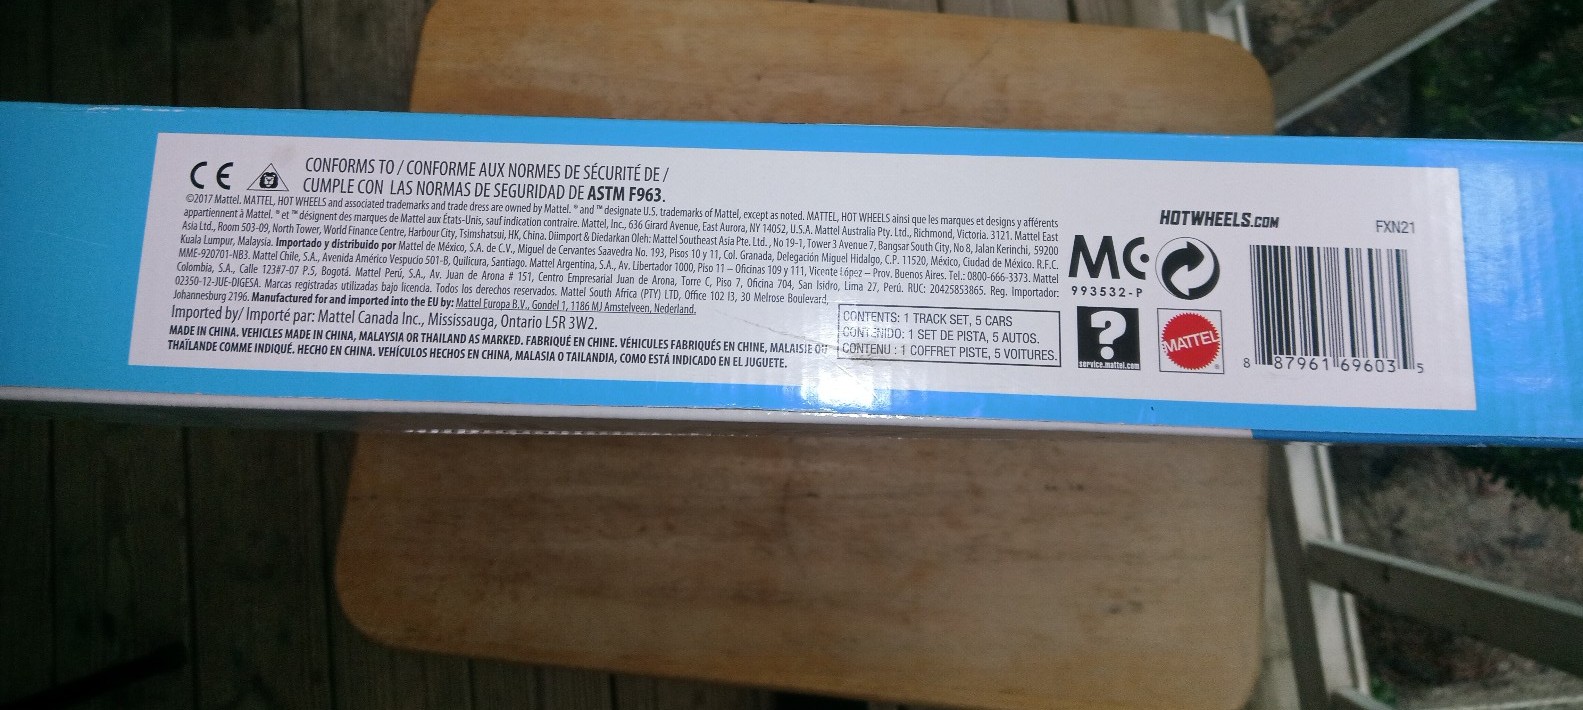 CE
CONFORMS TO / CONFORME AUX NORMES DE SÉCURITÉ DE /
CUMPLE CON LAS NORMAS DE SEGURIDAD DE ASTM F963.
©2017 Mattel. MATTEL, HOT WHEELS and associated trademarks and trade dress are owned by Mattel. ® and ™ designate U.S. trademarks of Mattel, except as noted. MATTEL, HOT WHEELS ainsi que les marques et designs y afférents
appartiennent à Mattel. ® et ™ désignent des marques de Mattel aux États-Unis, sauf indication contraire. Mattel, Inc., 636 Girard Avenue, East Aurora, NY 14052, U.S.A. Mattel Australia Pty. Ltd., Richmond, Victoria. 3121. Mattel East
Asia Ltd., Room 503-09, North Tower, World Finance Centre, Harbour City, Tsimshatsui, HK, China. Diimport & Diedarkan Oleh: Mattel Southeast Asia Pte. Ltd., No 19-1, Tower 3 Avenue 7, Bangsar South City, No 8, Jalan Kerinchi, 59200
Kuala Lumpur, Malaysia. Importado y distribuido por Mattel de México, S.A. de C.V., Miguel de Cervantes Saavedra No. 193, Pisos 10 y 11, Col. Granada, Delegación Miguel Hidalgo, C.P. 11520, México, Ciudad de México. R.F.C.
MME-920701-NB3. Mattel Chile, S.A., Avenida Américo Vespucio 501-B, Quilicura, Santiago. Mattel Argentina, S.A., Av. Libertador 1000, Piso 11 – Oficinas 109 y 111, Vicente López – Prov. Buenos Aires. Tel.: 0800-666-3373. Mattel
Colombia, S.A., Calle 123#7-07 P.5, Bogotá. Mattel Perú, S.A., Av. Juan de Arona # 151, Centro Empresarial Juan de Arona, Torre C, Piso 7, Oficina 704, San Isidro, Lima 27, Perú. RUC: 20425853865. Reg. Importador:
02350-12-JUE-DIGESA. Marcas registradas utilizadas bajo licencia. Todos los derechos reservados. Mattel South Africa (PTY) LTD, Office 102 I3, 30 Melrose Boulevard,
Johannesburg 2196. Manufactured for and imported into the EU by: Mattel Europa B.V., Gondel 1, 1186 MJ Amstelveen, Nederland.
Imported by/ Importé par: Mattel Canada Inc., Mississauga, Ontario L5R 3W2.
MADE IN CHINA. VEHICLES MADE IN CHINA, MALAYSIA OR THAILAND AS MARKED. FABRIQUÉ EN CHINE. VÉHICULES FABRIQUÉS EN CHINE, MALAISIE OU
THAÏLANDE COMME INDIQUÉ. HECHO EN CHINA. VEHÍCULOS HECHOS EN CHINA, MALASIA O TAILANDIA, COMO ESTÁ INDICADO EN EL JUGUETE.
CONTENTS: 1 TRACK SET, 5 CARS
CONTENIDO: 1 SET DE PISTA, 5 AUTOS.
CONTENU : 1 COFFRET PISTE, 5 VOITURES.
MC
993532-P
?
service.mattel.com
MATTEL
HOTWHEELS.COM
FXN21
8 87961 69603 5